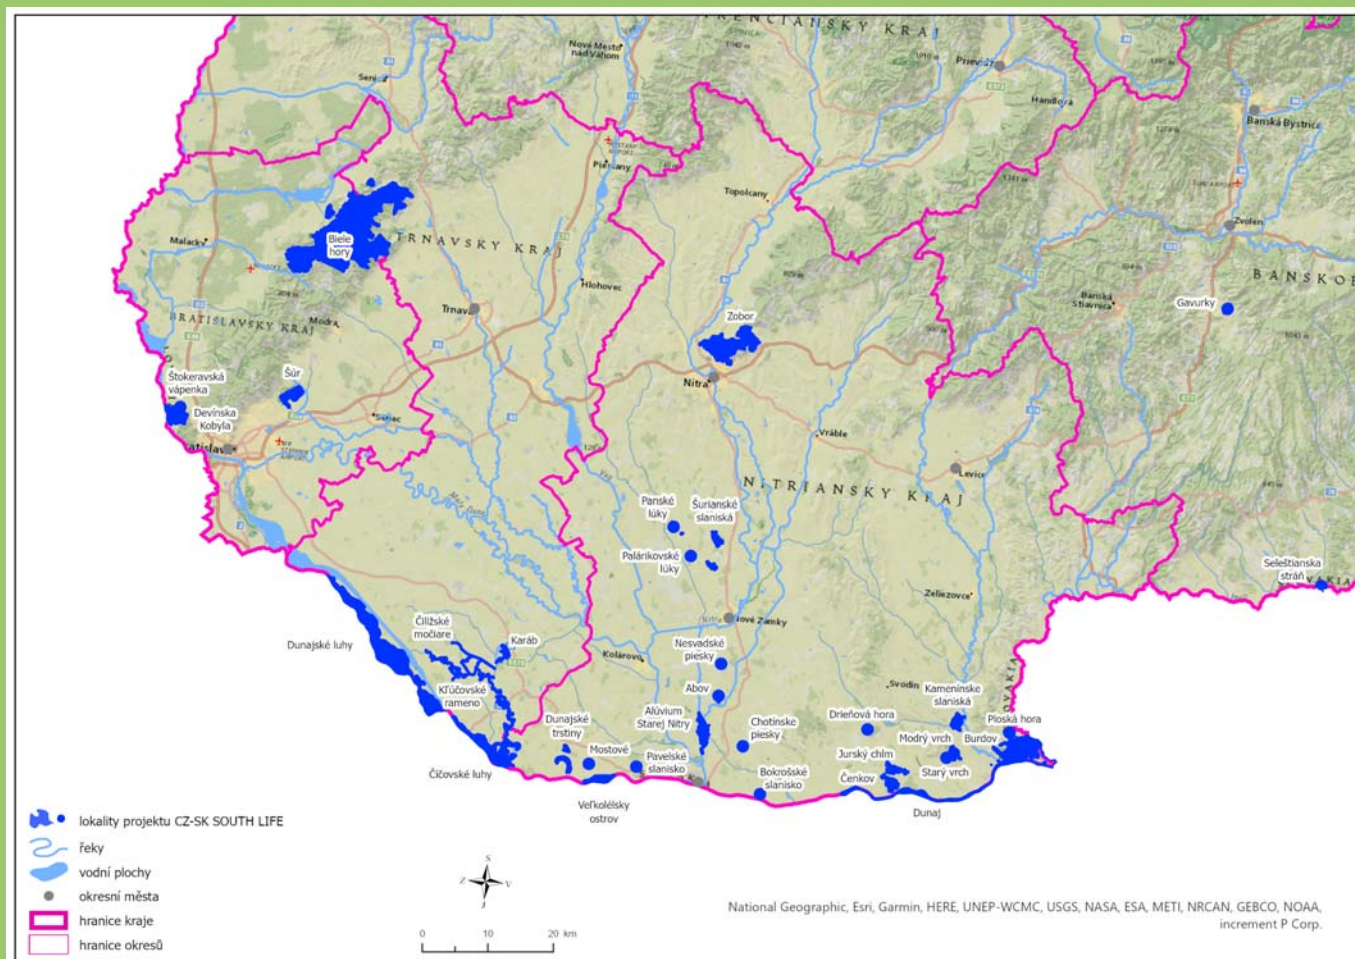 TRENČIANSKY KRAJ
Nové Mesto
nad Váhom
Senica
Prievidza
Handlová
Banská Bystrica
Piešťany
Topoľčany
Zvolen
Malacky
Biele
hory
TRNAVSKÝ KRAJ
BANSKOB
Hlohovec
Banská
Štiavnica
Gavurky
Trnava
Zobor
BRATISLAVSKÝ KRAJ
Modra
Štokeravská
vápenka
Šúr
Nitra
Devínska
Kobyla
Senec
Vráble
Levice
NITRIANSKY KRAJ
Panské
lúky
Šurianske
slaniská
Palárikovské
lúky
Seleštianska
stráň
Želiezovce
Nové Zámky
Čiližské
močiare
Karáb
Dunajské luhy
Kolárovo
Nesvadské
piesky
Kľúčovské
rameno
Abov
Svodín
Kamenínske
slaniská
Alúvium
Starej Nitry
Drieňová hora
Ploská hora
Dunajské
trstiny
Chotínske
piesky
Modrý vrch
Burdov
Mostové
Jurský chlm
Pavelské
slanisko
Čenkov
Starý vrch
Číčovské luhy
Bokrošské
slanisko
Veľkolélsky
ostrov
Dunaj
lokality projektu CZ-SK SOUTH LIFE
řeky
vodní plochy
okresní města
hranice kraje
hranice okresů
S
Z V
J
0 10 20 km
National Geographic, Esri, Garmin, HERE, UNEP-WCMC, USGS, NASA, ESA, METI, NRCAN, GEBCO, NOAA,
increment P Corp.